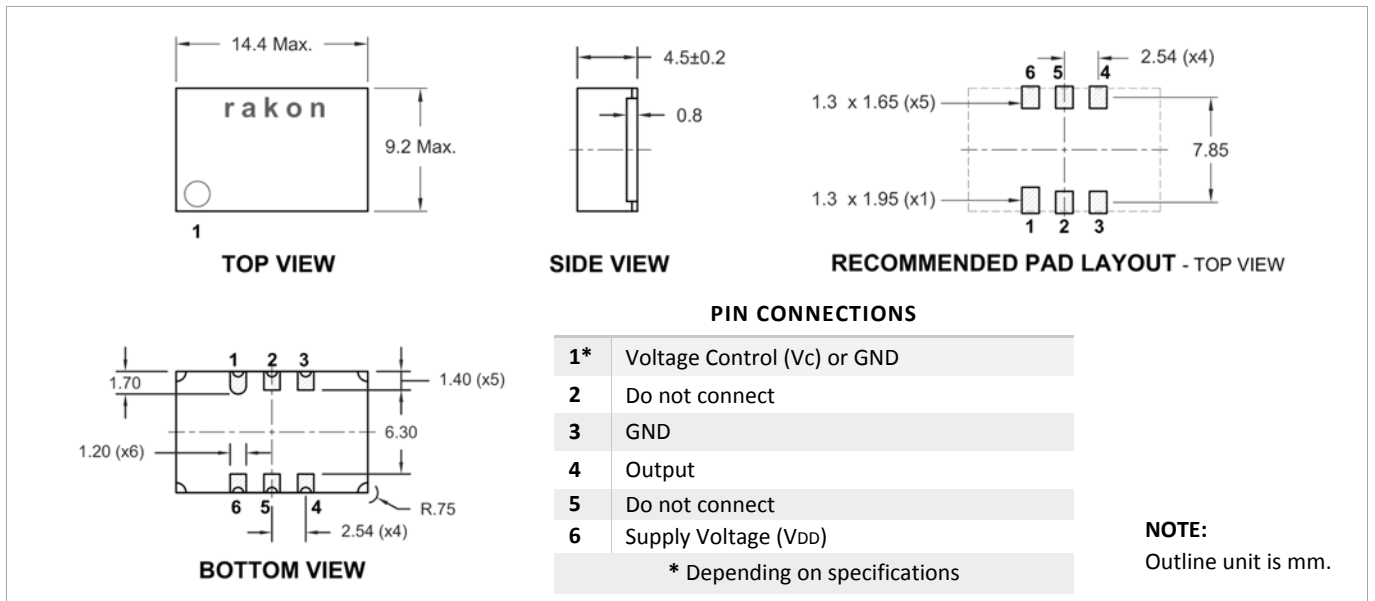 14.4 Max.
rakon
9.2 Max.
1
TOP VIEW
4.5±0.2
0.8
SIDE VIEW
2.54 (x4)
6 5 4
1.3 x 1.65 (x5)
7.85
1.3 x 1.95 (x1)
1 2 3
RECOMMENDED PAD LAYOUT - TOP VIEW
1 2 3
1.70
1.40 (x5)
6.30
1.20 (x6)
6 5 4
R.75
2.54 (x4)
BOTTOM VIEW
PIN CONNECTIONS
1* Voltage Control (Vc) or GND
2 Do not connect
3 GND
4 Output
5 Do not connect
6 Supply Voltage (VDD)
* Depending on specifications
NOTE:
Outline unit is mm.